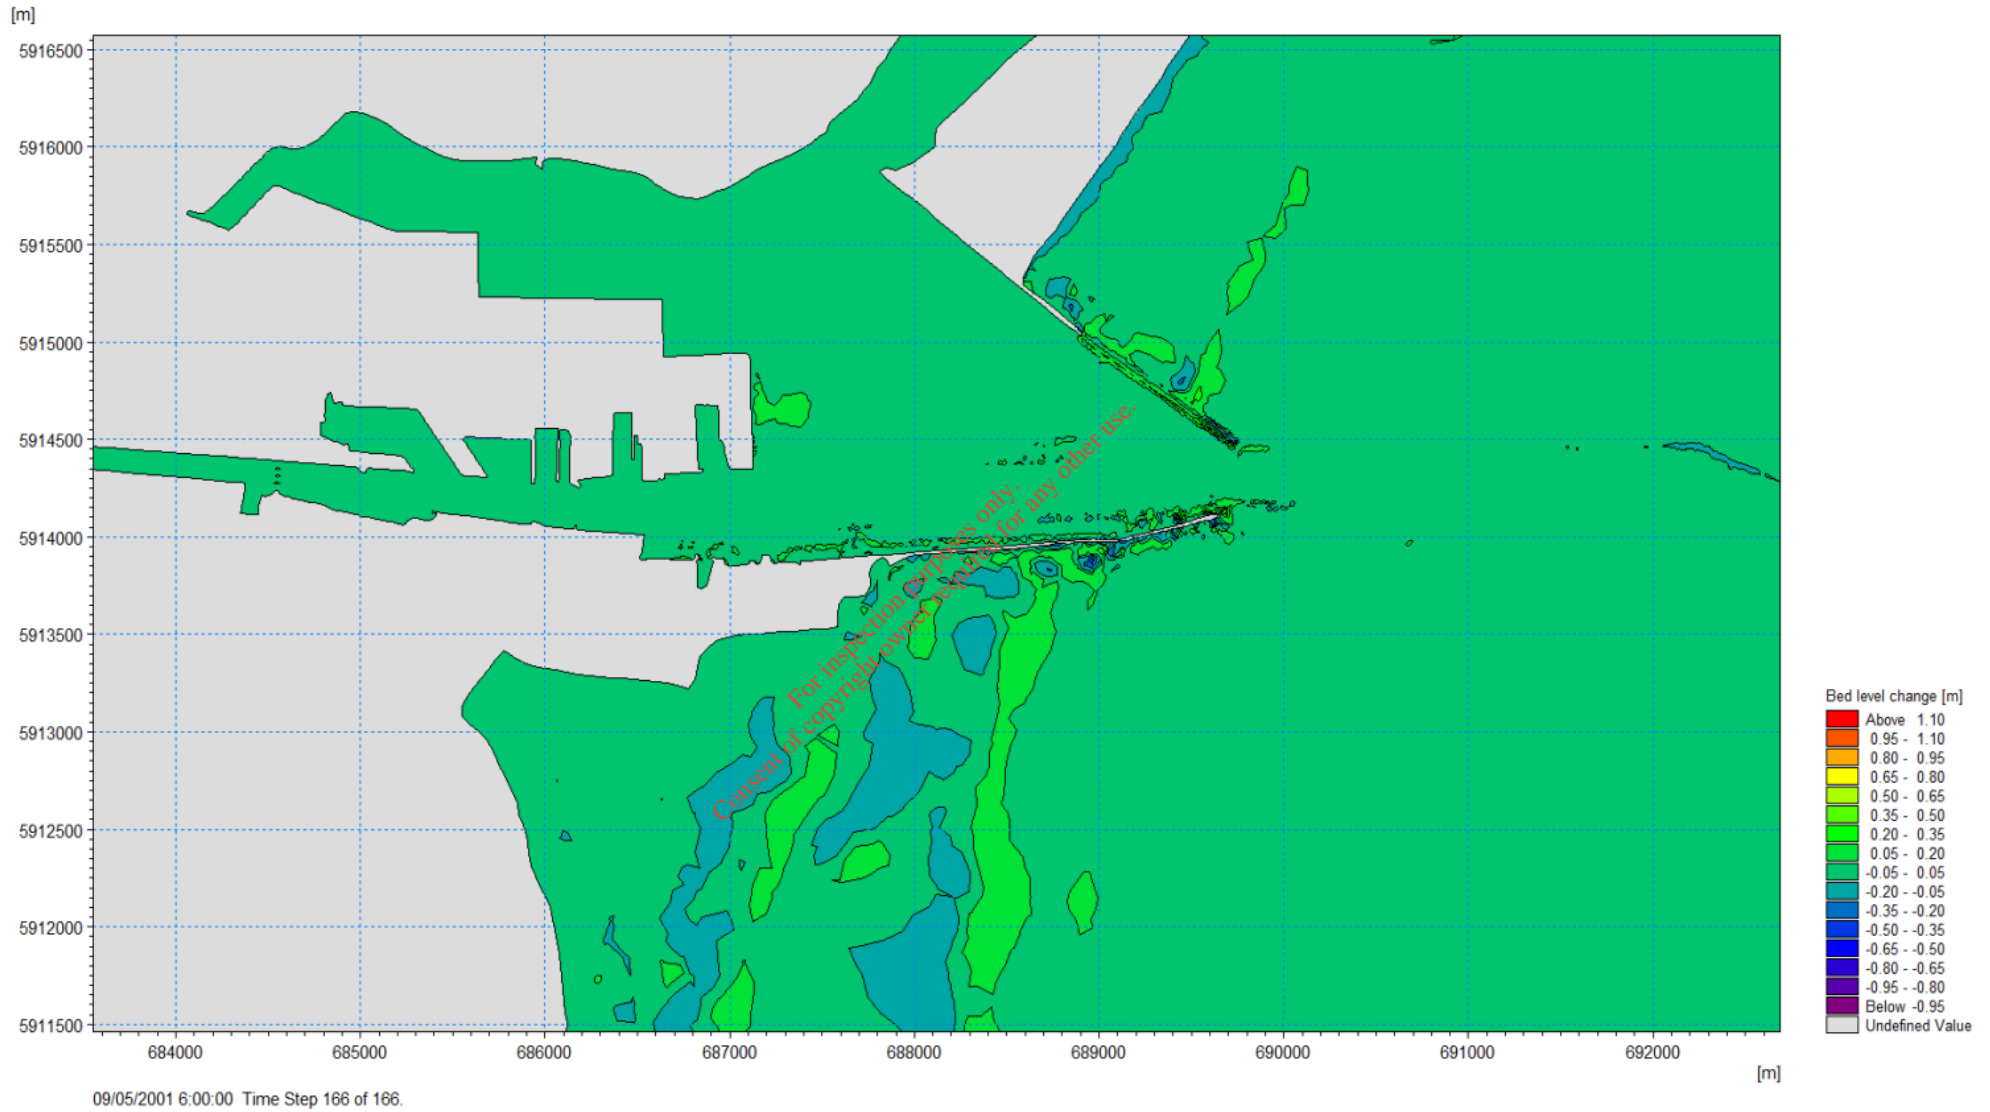 [m]
5916500
5916000
5915500
5915000
5914500
5914000
5913500
5913000
5912500
5912000
5911500
684000 685000 686000 687000 688000 689000 690000 691000 692000
[m]
For inspection purposes only.
Consent of copyright owner required for any other use.
Bed level change [m]
Above 1.10
0.95 - 1.10
0.80 - 0.95
0.65 - 0.80
0.50 - 0.65
0.35 - 0.50
0.20 - 0.35
0.05 - 0.20
-0.05 - 0.05
-0.20 - -0.05
-0.35 - -0.20
-0.50 - -0.35
-0.65 - -0.50
-0.80 - -0.65
-0.95 - -0.80
Below -0.95
Undefined Value
09/05/2001 6:00:00 Time Step 166 of 166.